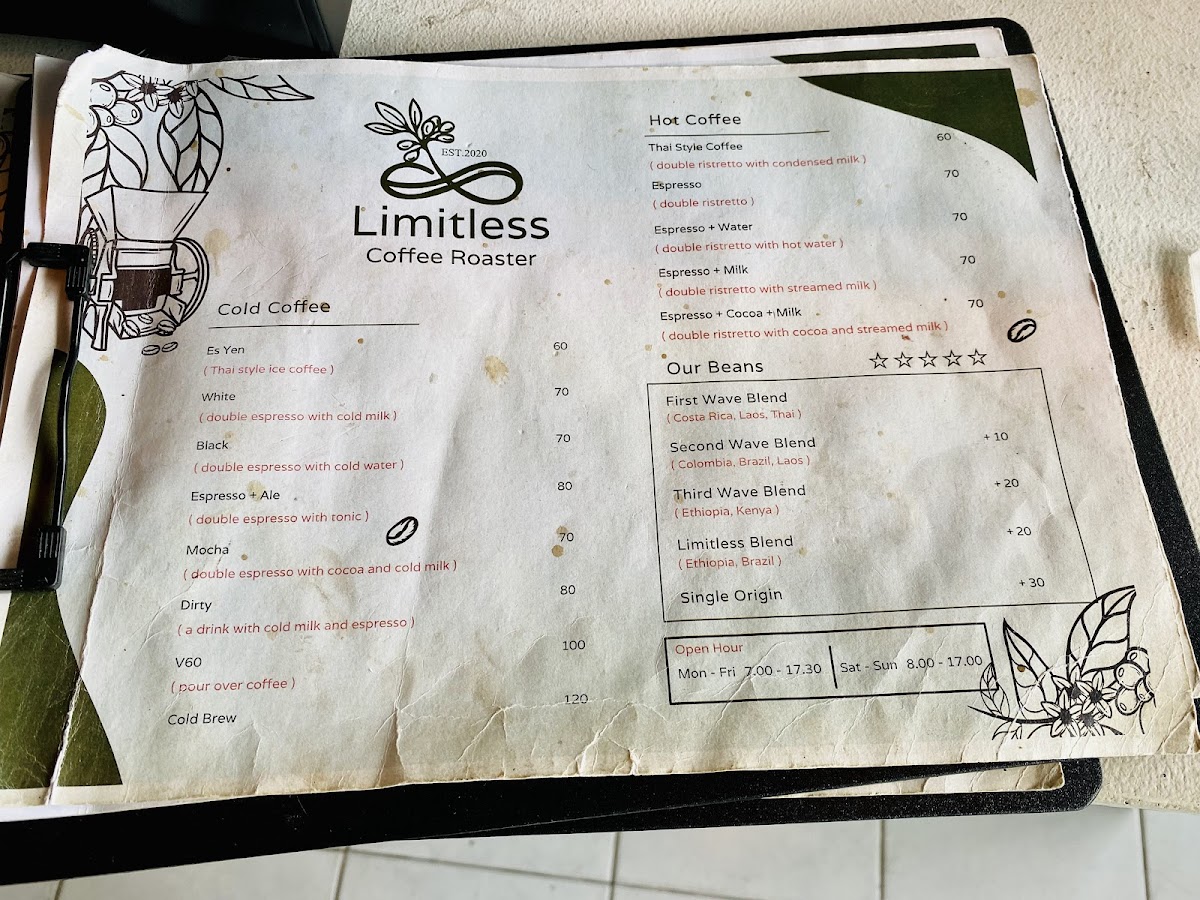 EST.2020
Limitless
Coffee Roaster
Cold Coffee
Es Yen 60
( Thai style ice coffee )
White 70
( double espresso with cold milk )
Black 70
( double espresso with cold water )
Espresso + Ale 80
( double espresso with tonic )
Mocha 70
( double espresso with cocoa and cold milk )
Dirty 80
( a drink with cold milk and espresso )
V60 100
( pour over coffee )
Cold Brew 120
Hot Coffee
Thai Style Coffee 60
( double ristretto with condensed milk )
Espresso 70
( double ristretto )
Espresso + Water 70
( double ristretto with hot water )
Espresso + Milk 70
( double ristretto with streamed milk )
Espresso + Cocoa + Milk 70
( double ristretto with cocoa and streamed milk )
Our Beans ☆☆☆☆☆
First Wave Blend
( Costa Rica, Laos, Thai )
Second Wave Blend + 10
( Colombia, Brazil, Laos )
Third Wave Blend + 20
( Ethiopia, Kenya )
Limitless Blend + 20
( Ethiopia, Brazil )
Single Origin + 30
Open Hour
Mon - Fri 7.00 - 17.30 Sat - Sun 8.00 - 17.00